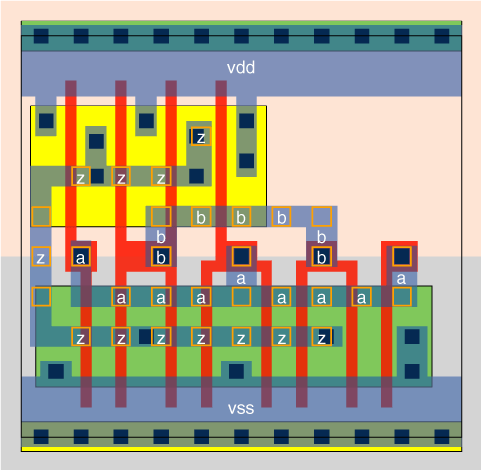 vdd
z
z z z
b b b
b b
z
a
a
a a a a a a
z z z z z z z
vss